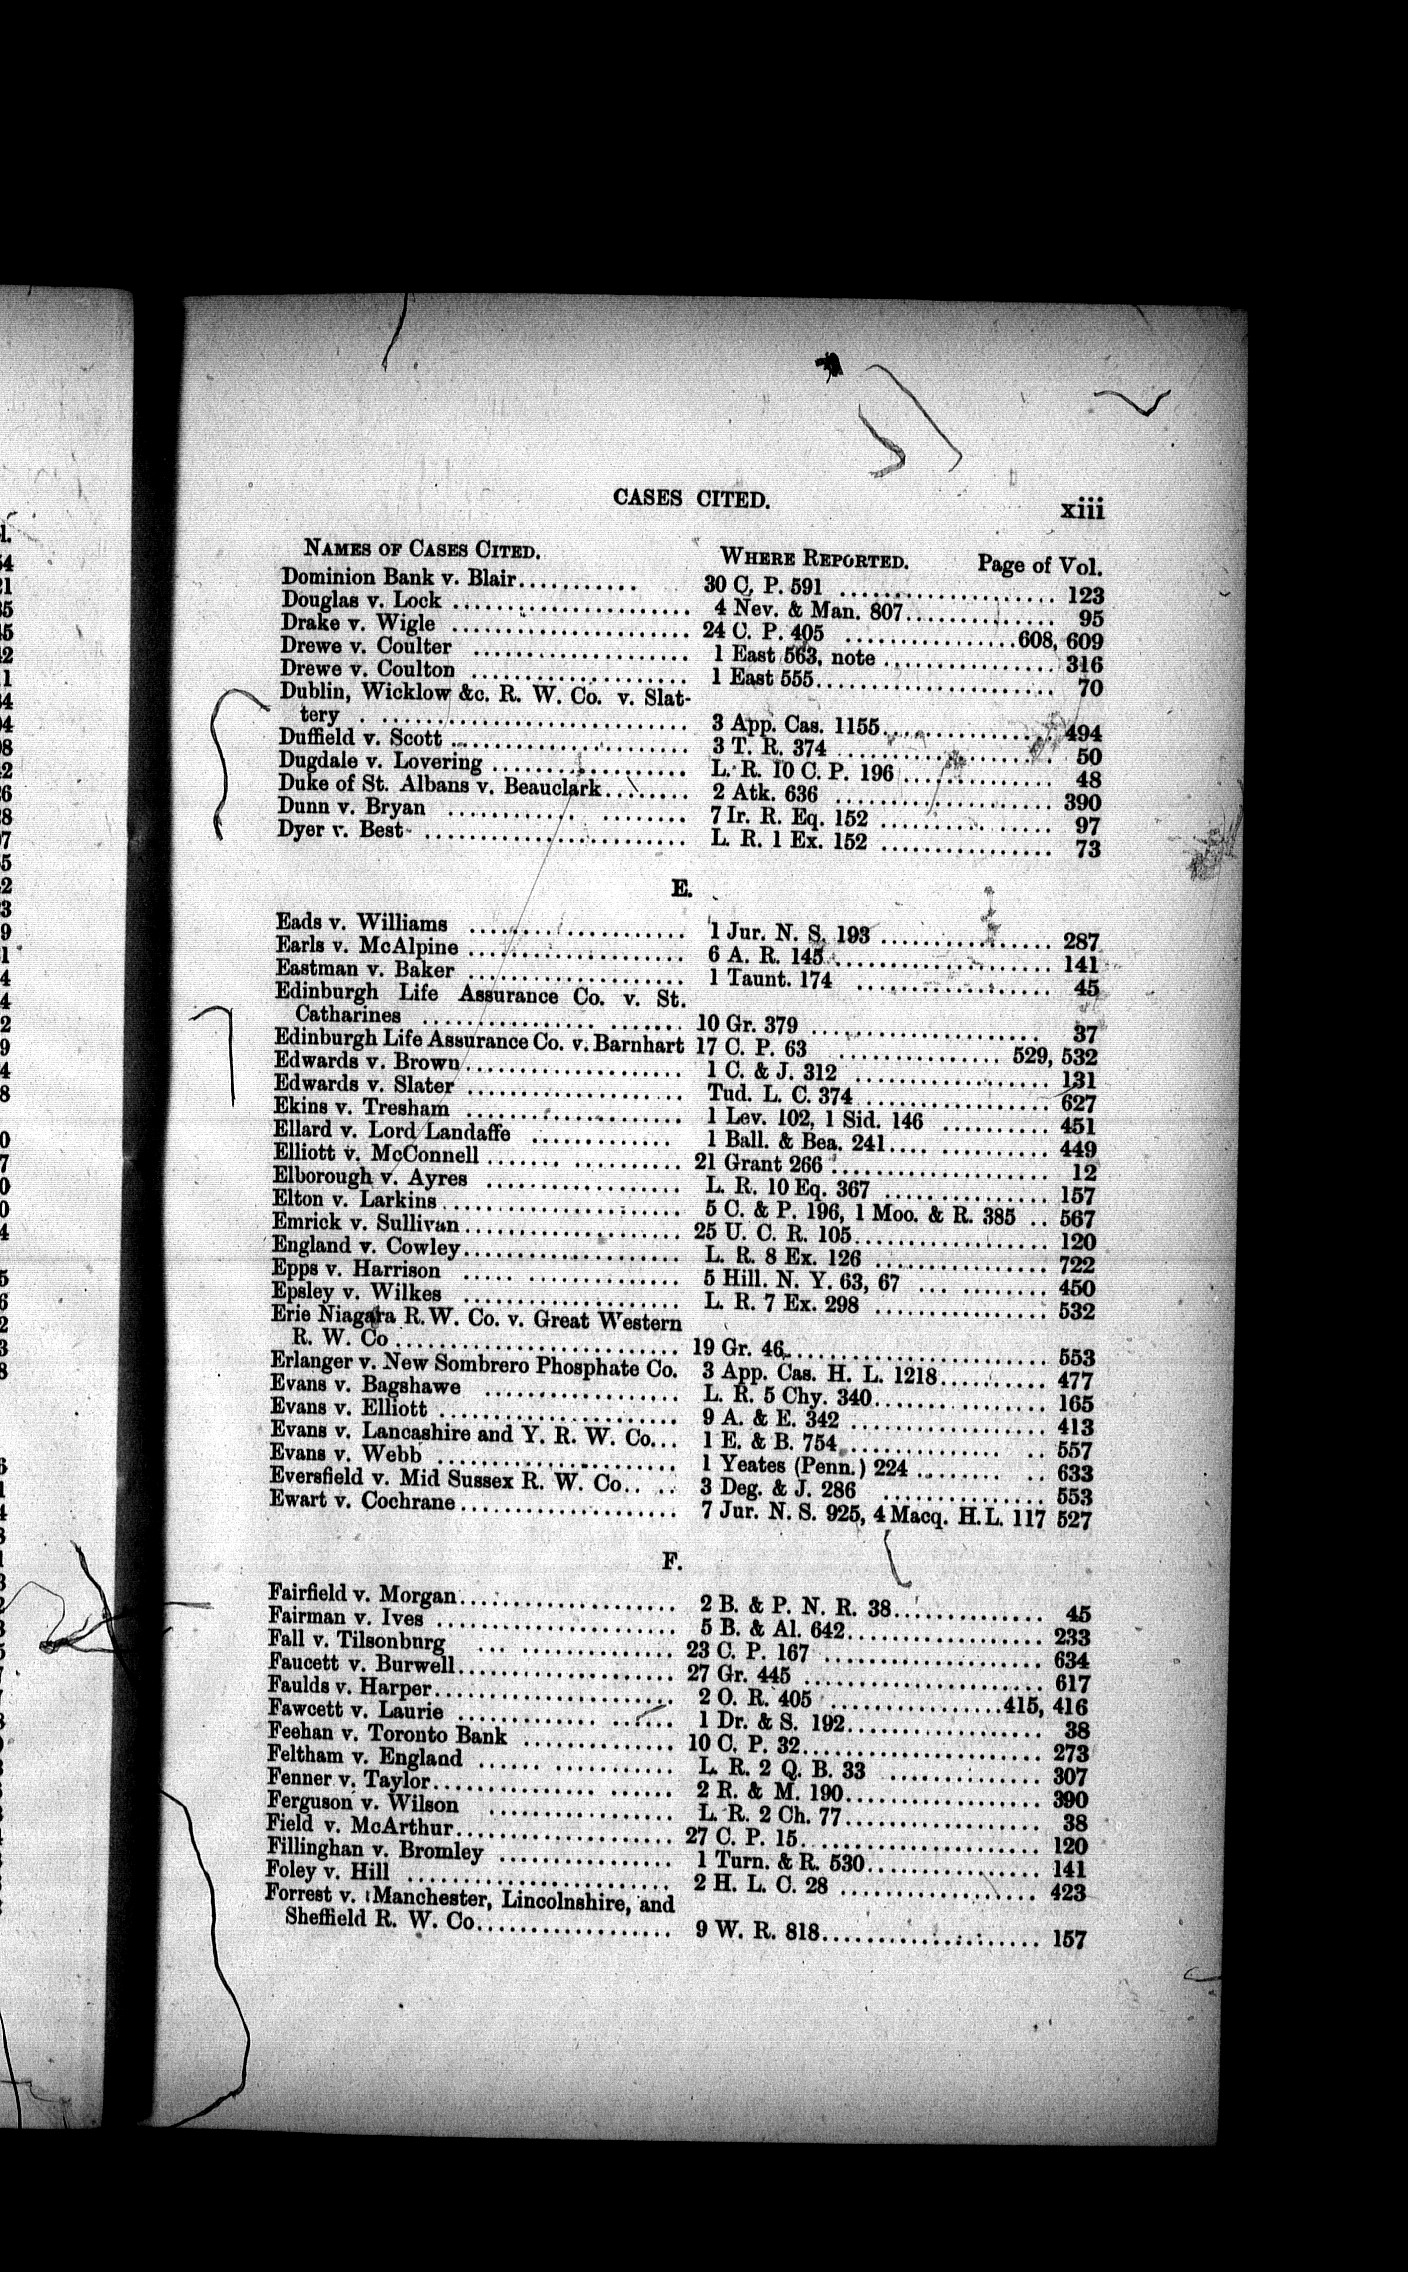 CASES CITED. xiii
NAMES OF CASES CITED. WHERE REPORTED. Page of Vol.
Dominion Bank v. Blair........... 30 C. P. 591 ..................... 123
Douglas v. Lock ....................... 4 Nev. & Man. 807............... 95
Drake v. Wigle ....................... 24 C. P. 405 ................608, 609
Drewe v. Coulter ..................... 1 East 563, note ................. 316
Drewe v. Coulton ..................... 1 East 555....................... 70
Dublin, Wicklow &c. R. W. Co. v. Slat-
tery . .............................. 3 App. Cas. 1155................. 494
Duffield v. Scott ....................... 3 T. R. 374 ..................... 50
Dugdale v. Lovering ................... L. R. 10 C. P. 196 ............... 48
Duke of St. Albans v. Beauclark........ 2 Atk. 636 ..................... 390
Dunn v. Bryan ............ ........ 7 Ir. R. Eq. 152 ................. 97
Dyer v. Best ......................... L. R. 1 Ex. 152 ................ 73
E.
Eads v. Williams ..................... 1 Jur. N. S. 193 ................. 287
Earls v. McAlpine ..................... 6 A. R. 145...................... 141
Eastman v. Baker ..................... 1 Taunt. 174 ................... 45
Edinburgh Life Assurance Co. v. St.
Catharines ................ ....... 10 Gr. 379 ...................... 37
Edinburgh Life Assurance Co. v. Barnhart 17 C. P. 63 ................ 529, 532
Edwards v. Brown..................... 1 C. & J. 312 ................... 131
Edwards v. Slater ..................... Tud. L. C. 374 .................. 627
Ekins v. Tresham ..................... 1 Lev. 102, 1 Sid. 146 .......... 451
Ellard v. Lord Landaffe .............. 1 Ball. & Bea. 241.... .......... 449
Elliott v. McConnell ....... .......... 21 Grant 266 ..................... 12
Elborough v. Ayres ................... L. R. 10 Eq. 367 ................ 157
Elton v. Larkins....................... 5 C. & P. 196, 1 Moo. & R. 385 .. 567
Emrick v. Sullivan..................... 25 U. C. R. 105................... 120
England v. Cowley..................... L. R. 8 Ex. 126 ................. 722
Epps v. Harrison ..... ............... 5 Hill. N. Y. 63, 67 ... ........ 450
Epsley v. Wilkes ..................... L. R. 7 Ex. 298 ................. 532
Erie Niagara R. W. Co. v. Great Western
R. W. Co ............................ 19 Gr. 46......................... 553
Erlanger v. New Sombrero Phosphate Co. 3 App. Cas. H. L. 1218.......... 477
Evans v. Bagshawe ................... L. R. 5 Chy. 340................. 165
Evans v. Elliott ....................... 9 A. & E. 342 ................... 413
Evans v. Lancashire and Y. R. W. Co... 1 E. & B. 754 ............... .. 557
Evans v. Webb ....................... 1 Yeates (Penn.) 224 ........ .. 633
Eversfield v. Mid Sussex R. W. Co.. .. 3 Deg. & J. 286 ................ 553
Ewart v. Cochrane..................... 7 Jur. N. S. 925, 4 Macq. H. L. 117 527
F.
Fairfield v. Morgan..................... 2 B. & P. N. R. 38............... 45
Fairman v. Ives ....................... 5 B. & Al. 642................... 233
Fall v. Tilsonburg ... ............... 23 C. P. 167 ..................... 634
Faucett v. Burwell..................... 27 Gr. 445 ....................... 617
Faulds v. Harper....................... 2 O. R. 405 .................415, 416
Fawcett v. Laurie .............. ...... 1 Dr. & S. 192................... 38
Feehan v. Toronto Bank ............... 10 C. P. 32....................... 273
Feltham v. England ...... ............ L. R. 2 Q. B. 33 ............... 307
Fenner v. Taylor................. ...... 2 R. & M. 190................... 390
Ferguson v. Wilson ................... L. R. 2 Ch. 77................... 38
Field v. McArthur..................... 27 C. P. 15....................... 120
Fillinghan v. Bromley ................. 1 Turn. & R. 530................. 141
Foley v. Hill ......................... 2 H. L. C. 28 ................... 423
Forrest v. Manchester, Lincolnshire, and
Sheffield R. W. Co................... 9 W. R. 818..................... 157